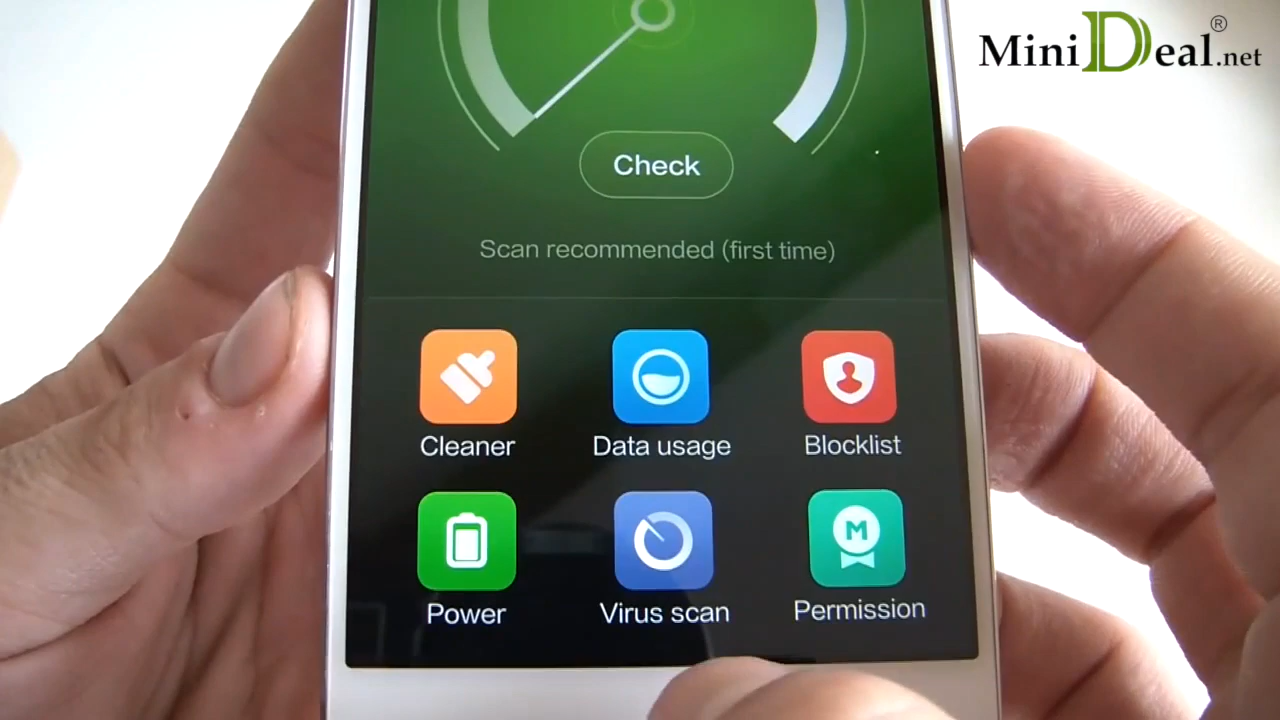 MiniDeal.net®
Check
Scan recommended (first time)
Cleaner
Data usage
Blocklist
M
Power
Virus scan
Permission